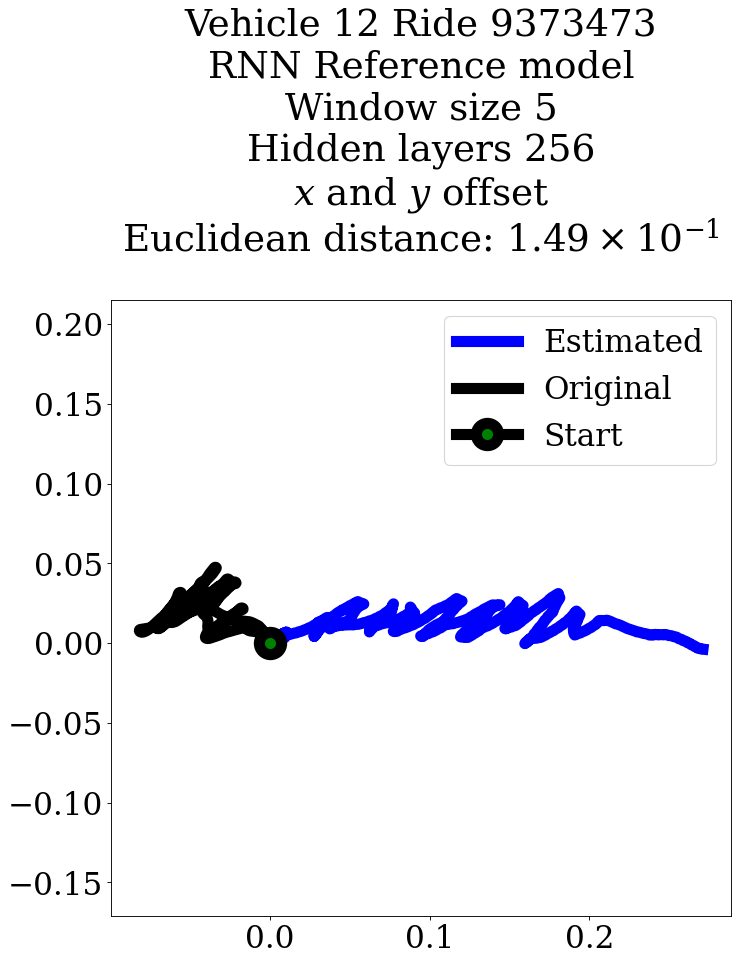 Vehicle 12 Ride 9373473
RNN Reference model
Window size 5
Hidden layers 256
x and y offset
Euclidean distance: 1.49 × 10⁻¹
Estimated
Original
Start
0.20
0.15
0.10
0.05
0.00
−0.05
−0.10
−0.15
0.0 0.1 0.2